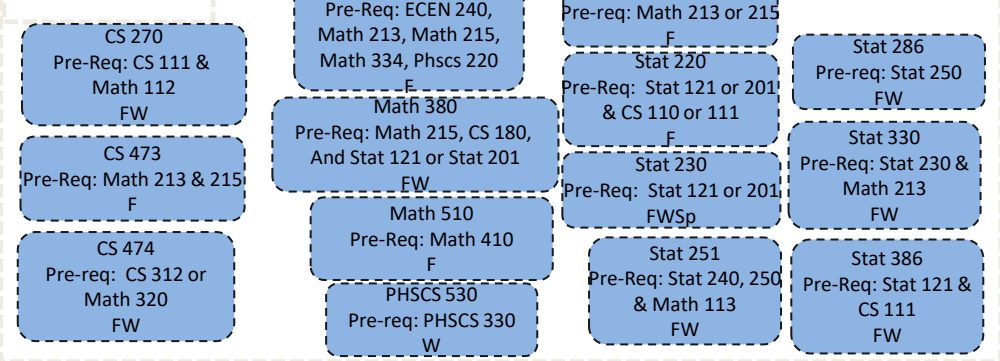 CS 270
Pre-Req: CS 111 &
Math 112
FW
CS 473
Pre-Req: Math 213 & 215
F
CS 474
Pre-req: CS 312 or
Math 320
FW
Pre-Req: ECEN 240,
Math 213, Math 215,
Math 334, Phscs 220
F
Math 380
Pre-Req: Math 215, CS 180,
And Stat 121 or Stat 201
FW
Math 510
Pre-Req: Math 410
F
PHSCS 530
Pre-req: PHSCS 330
W
Pre-req: Math 213 or 215
F
Stat 220
Pre-Req: Stat 121 or 201
& CS 110 or 111
F
Stat 230
Pre-Req: Stat 121 or 201
FWSp
Stat 251
Pre-Req: Stat 240, 250
& Math 113
FW
Stat 286
Pre-req: Stat 250
FW
Stat 330
Pre-Req: Stat 230 &
Math 213
FW
Stat 386
Pre-Req: Stat 121 &
CS 111
FW